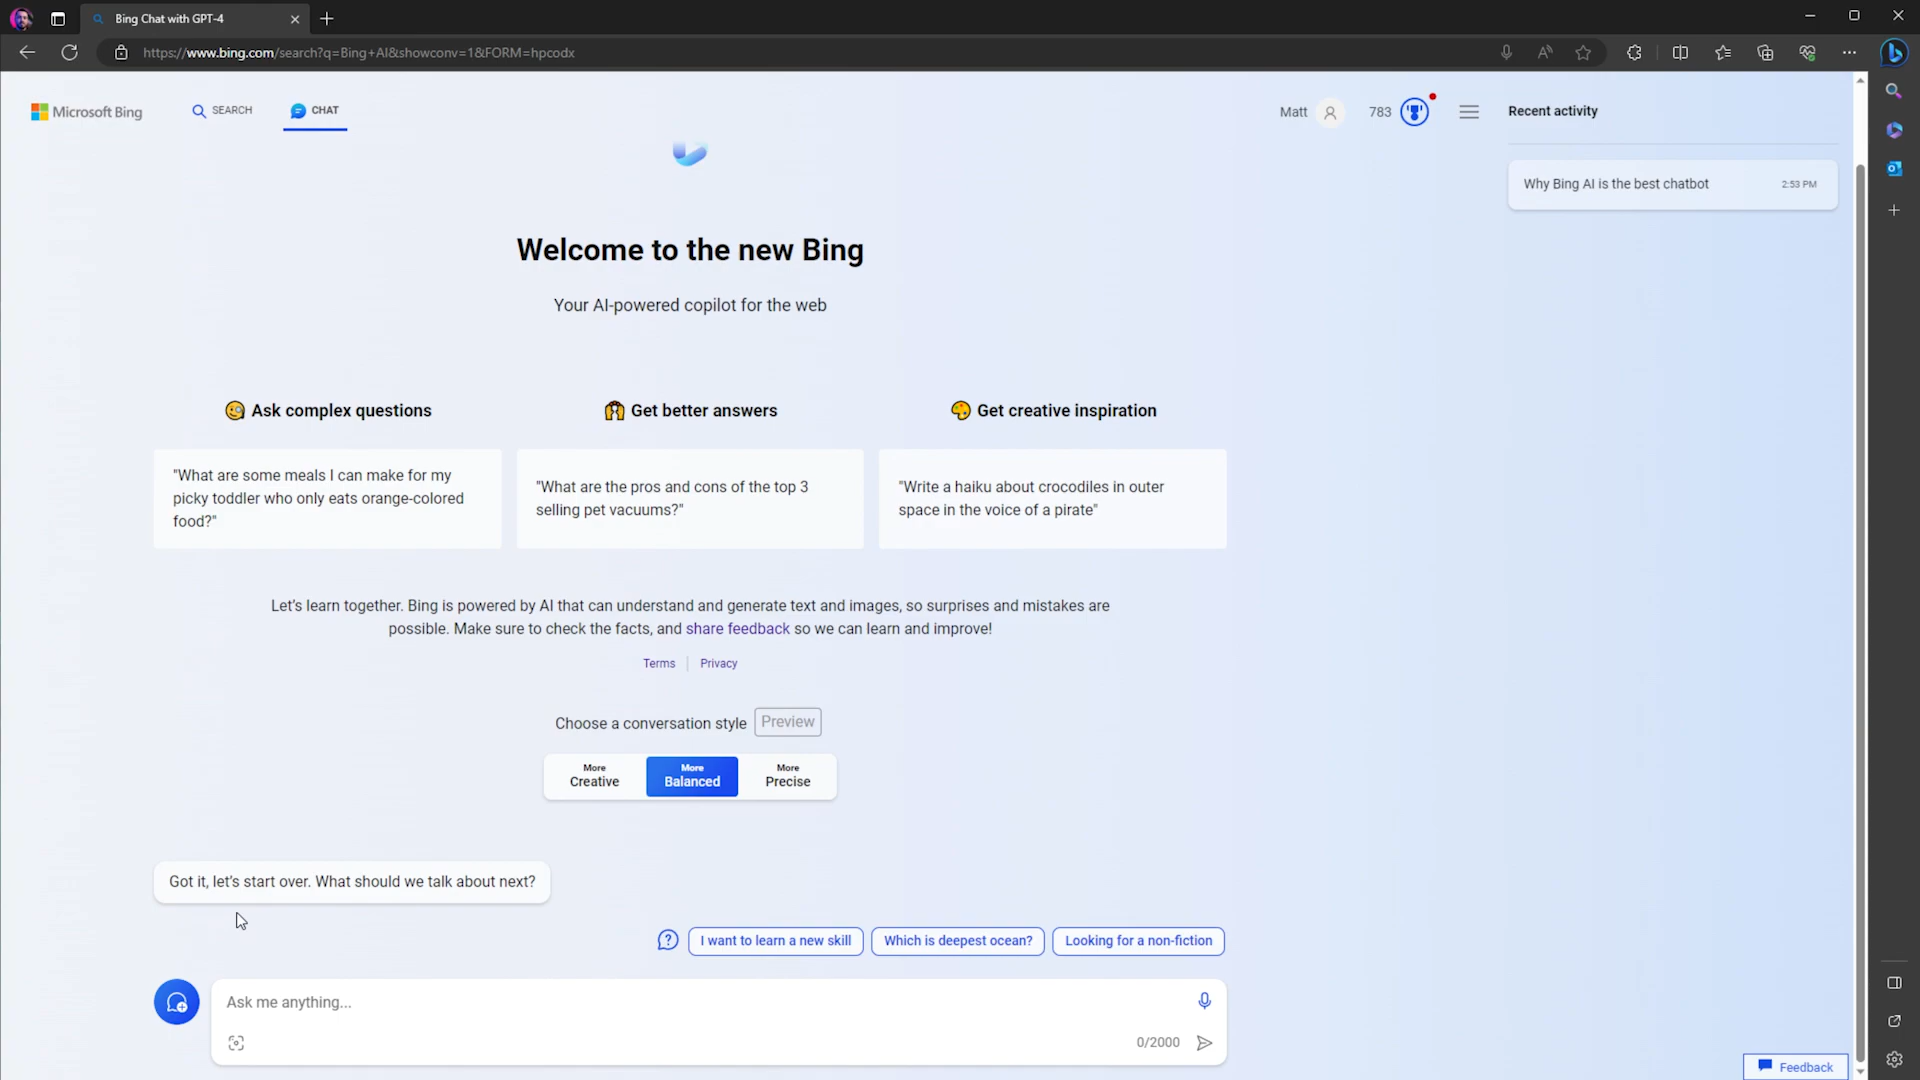 Bing Chat with GPT-4
https://www.bing.com/search?q=Bing+AI&showconv=1&FORM=hpcodx
Microsoft Bing
SEARCH
CHAT
Matt
783
Recent activity
Why Bing AI is the best chatbot
2:53 PM
Welcome to the new Bing
Your AI-powered copilot for the web
Ask complex questions
Get better answers
Get creative inspiration
"What are some meals I can make for my
picky toddler who only eats orange-colored
food?"
"What are the pros and cons of the top 3
selling pet vacuums?"
"Write a haiku about crocodiles in outer
space in the voice of a pirate"
Let's learn together. Bing is powered by AI that can understand and generate text and images, so surprises and mistakes are
possible. Make sure to check the facts, and share feedback so we can learn and improve!
Terms
Privacy
Choose a conversation style
Preview
More
Creative
More
Balanced
More
Precise
Got it, let's start over. What should we talk about next?
I want to learn a new skill
Which is deepest ocean?
Looking for a non-fiction
Ask me anything...
0/2000
Feedback